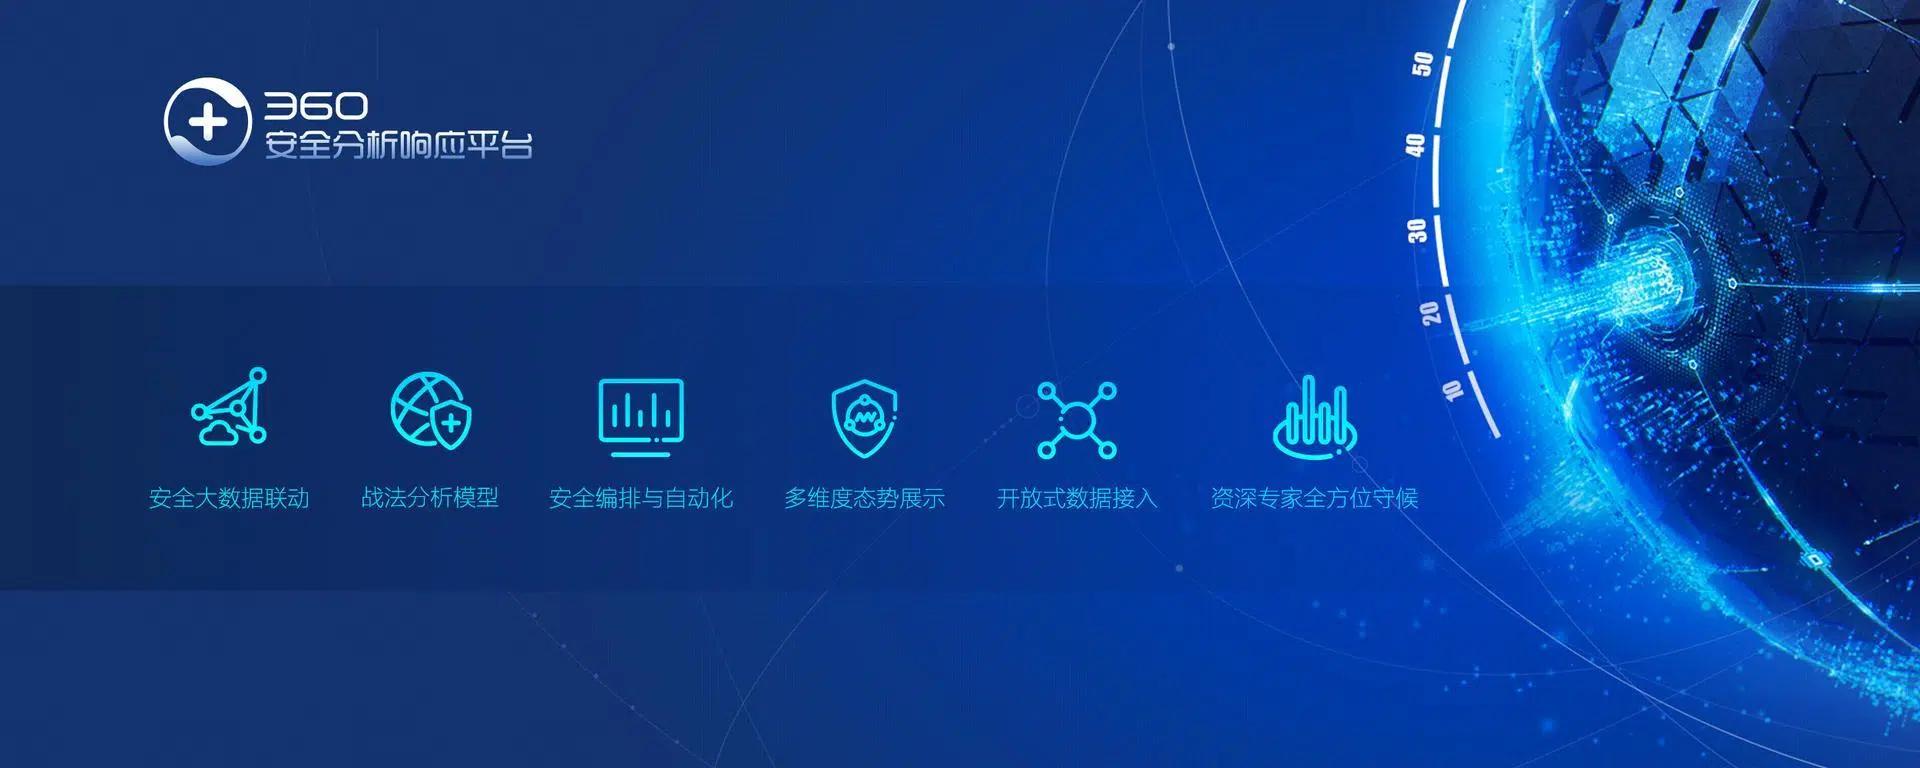 360
安全分析响应平台
50
40
30
20
10
安全大数据联动
战法分析模型
安全编排与自动化
多维度态势展示
开放式数据接入
资深专家全方位守候